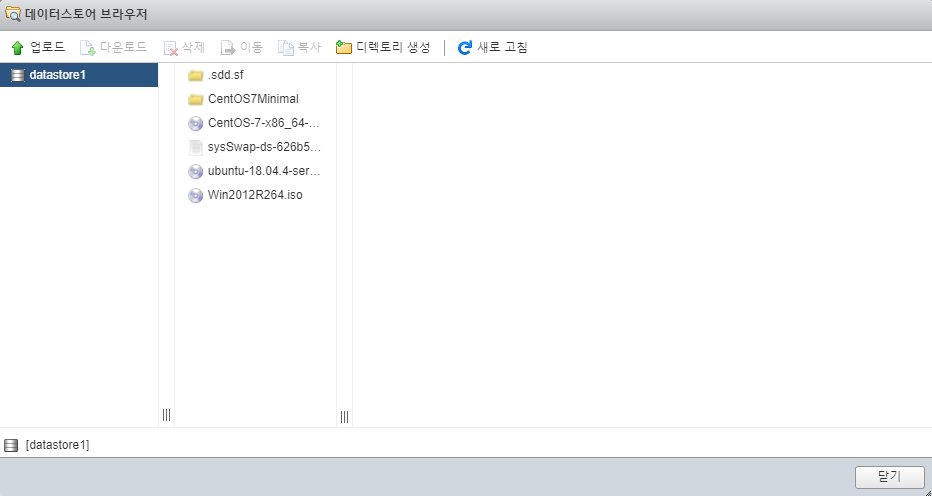 데이터스토어 브라우저
업로드 다운로드 삭제 이동 복사 디렉토리 생성 새로 고침
datastore1
.sdd.sf
CentOS7Minimal
CentOS-7-x86_64-...
sysSwap-ds-626b5...
ubuntu-18.04.4-ser...
Win2012R264.iso
[datastore1]
닫기